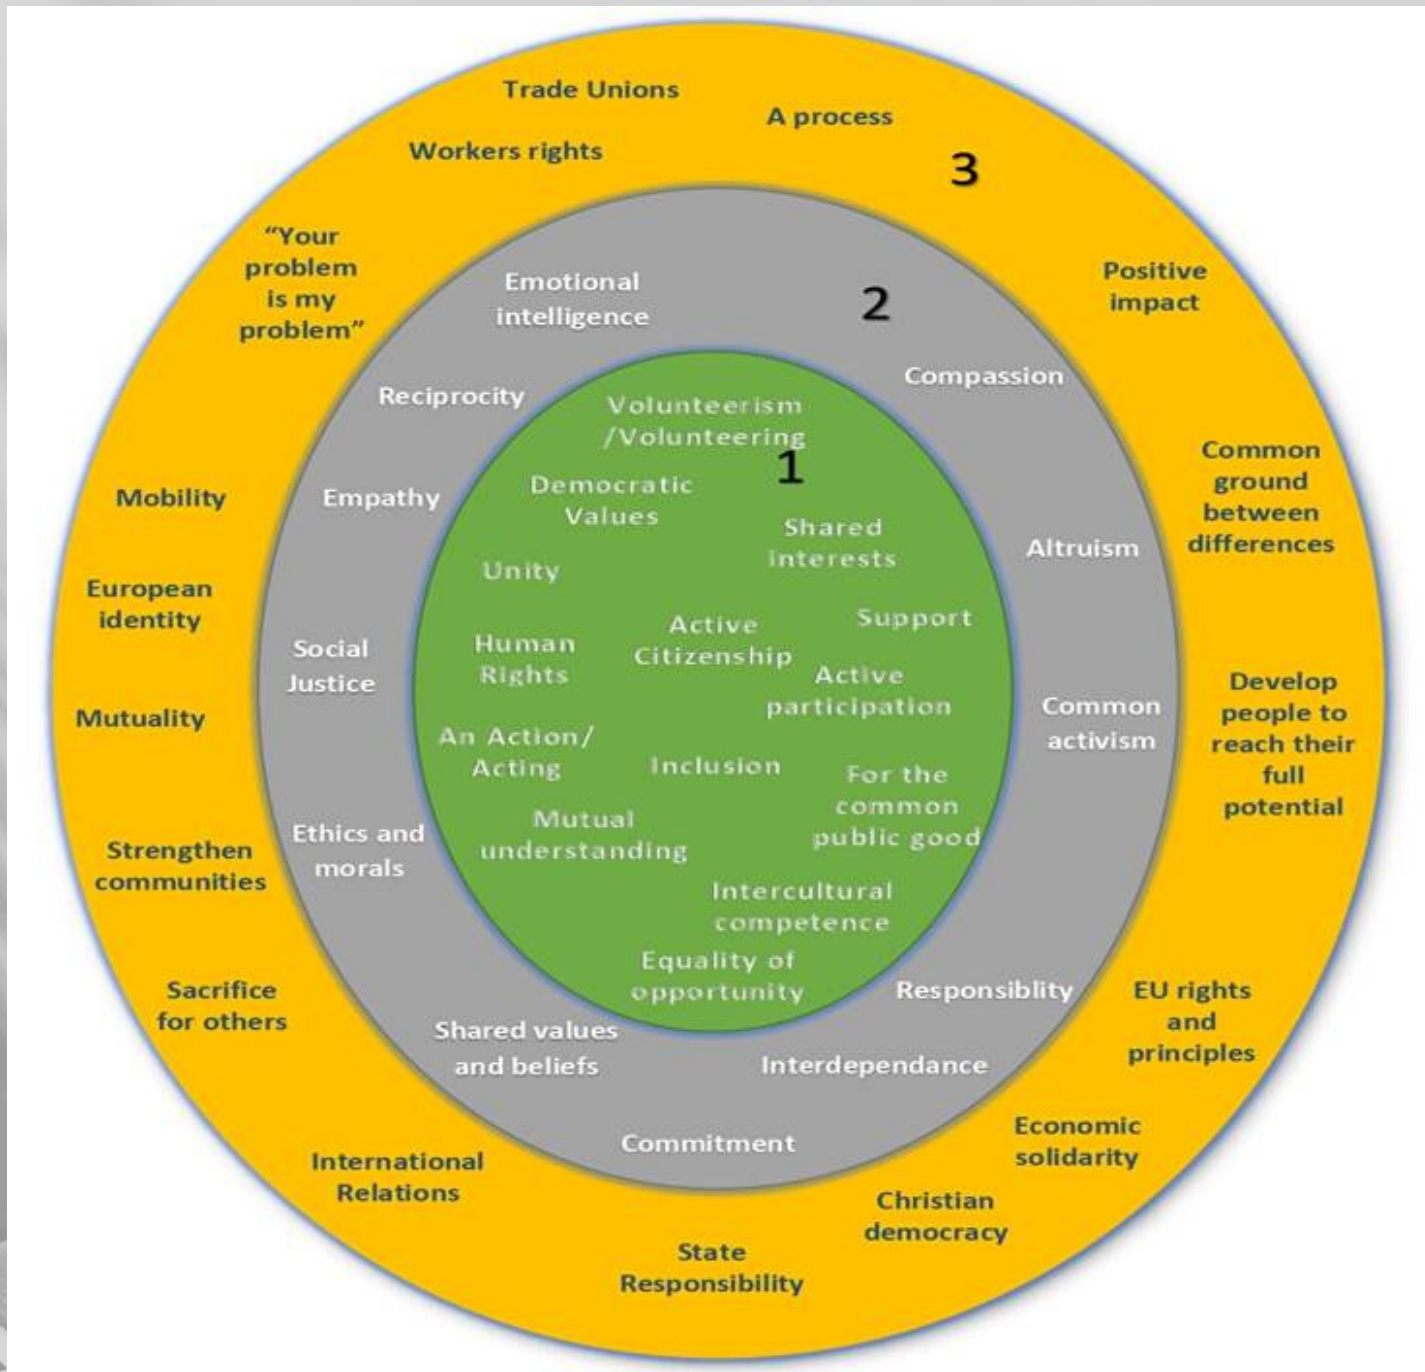 Trade Unions
A process
Workers rights
3
“Your
problem
is my
problem”
Positive
impact
Mobility
Common
ground
between
differences
European
identity
Mutuality
Develop
people to
reach their
full
potential
Strengthen
communities
Sacrifice
for others
EU rights
and
principles
International
Relations
Economic
solidarity
Christian
democracy
State
Responsibility
Emotional
intelligence
2
Reciprocity
Compassion
Empathy
Altruism
Social
Justice
Common
activism
Ethics and
morals
Responsiblity
Shared values
and beliefs
Interdependance
Commitment
Volunteerism
/Volunteering
1
Democratic
Values
Shared
interests
Unity
Support
Active
Citizenship
Human
Rights
Active
participation
An Action/
Acting
Inclusion
For the
common
public good
Mutual
understanding
Intercultural
competence
Equality of
opportunity